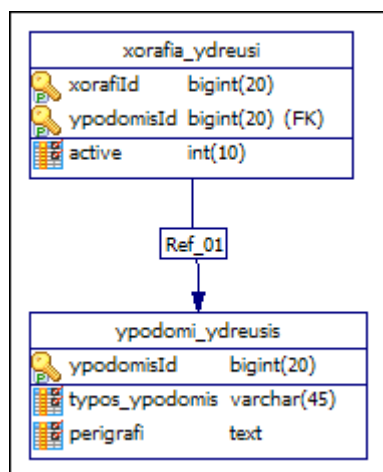 xorafia_ydreusi
xorafiId bigint(20)
ypodomisId bigint(20) (FK)
active int(10)
Ref_01
ypodomi_ydreusis
ypodomisId bigint(20)
typos_ypodomis varchar(45)
perigrafi text